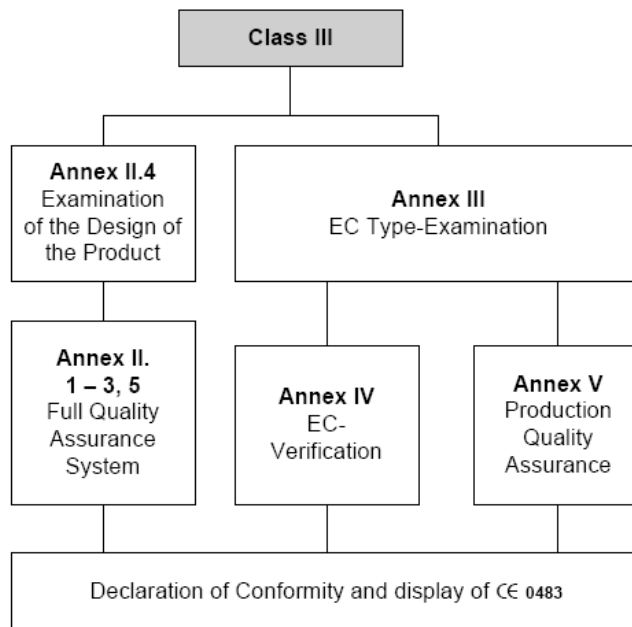 Class III
Annex II.4
Examination
of the Design of
the Product
Annex III
EC Type-Examination
Annex II.
1 – 3, 5
Full Quality
Assurance
System
Annex IV
EC-
Verification
Annex V
Production
Quality
Assurance
Declaration of Conformity and display of CE 0483